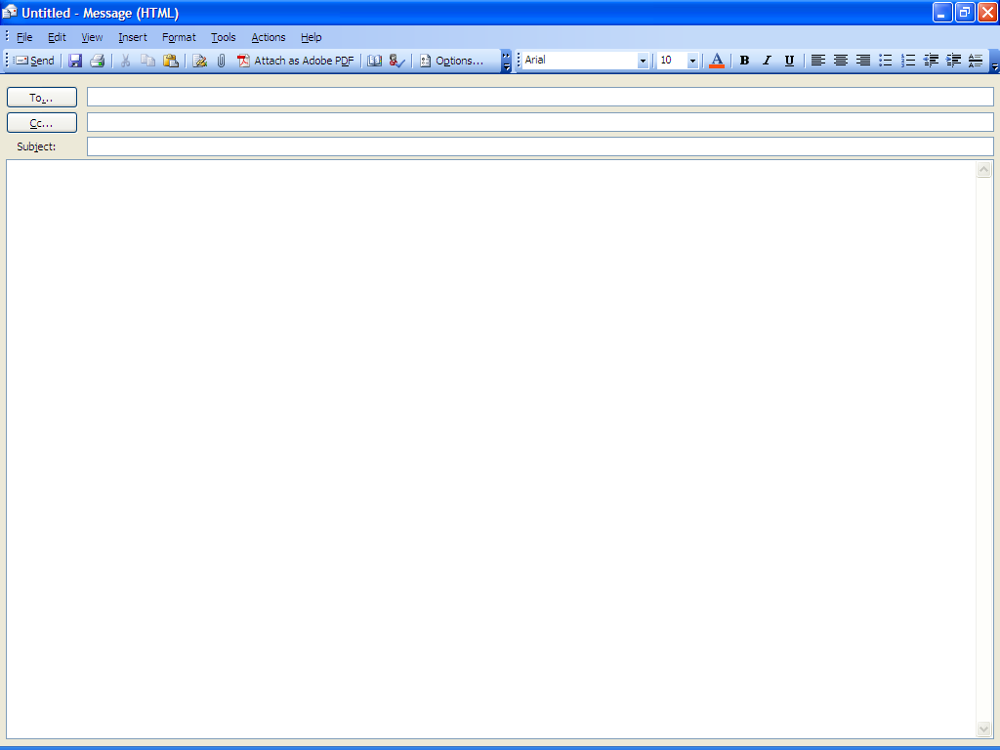 Untitled - Message (HTML)
File Edit View Insert Format Tools Actions Help
Send Attach as Adobe PDF Options... Arial 10 A B I U
To...
Cc...
Subject: